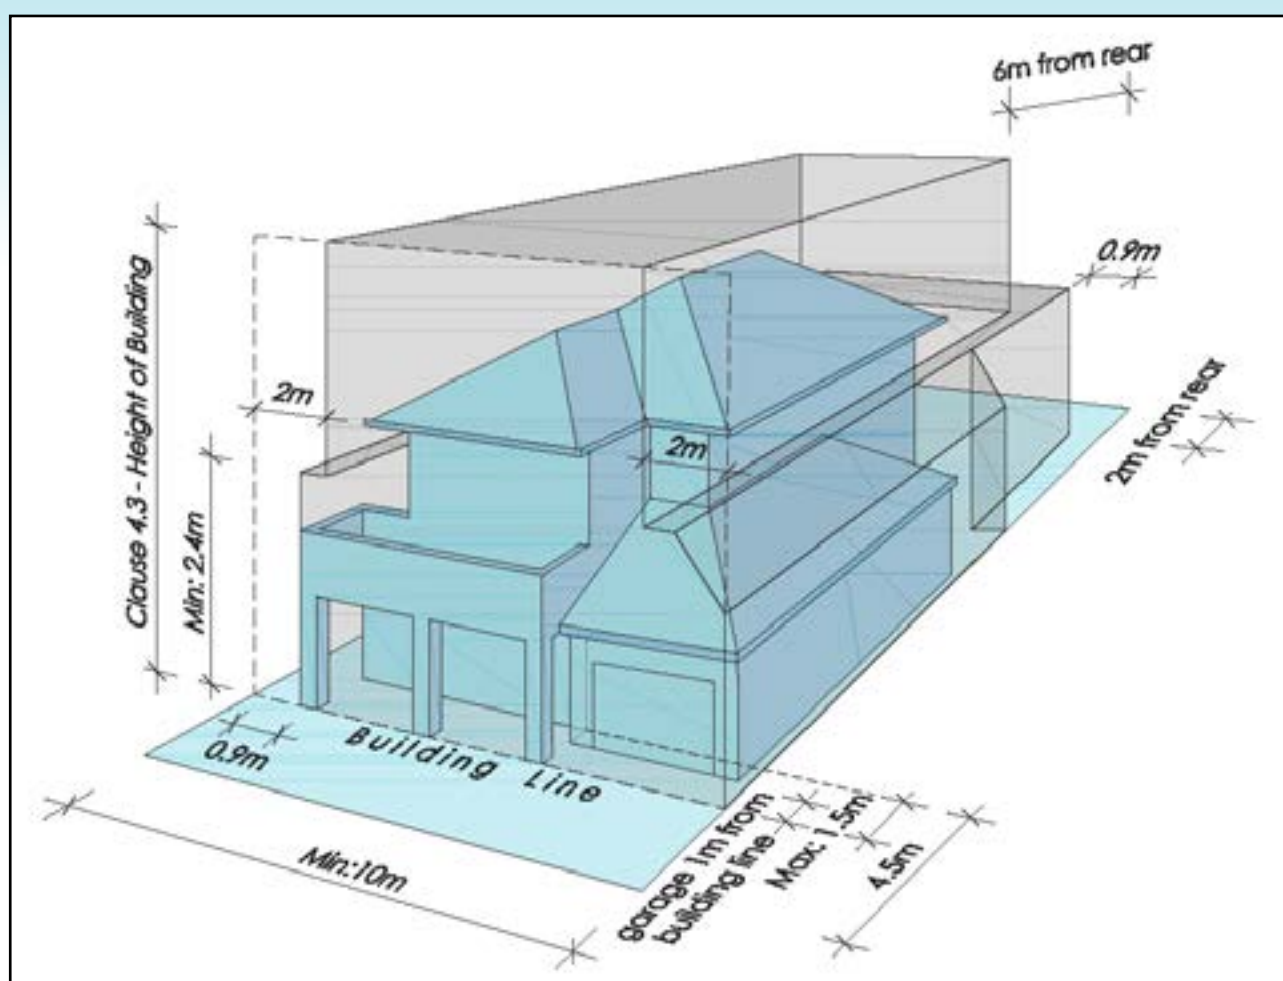 6m from rear
0.9m
Clause 4.3 - Height of Building
2m
2m from rear
2m
Min: 2.4m
0.9m
Building Line
garage 1m from
building line
Max: 1.5m
4.5m
Min:10m